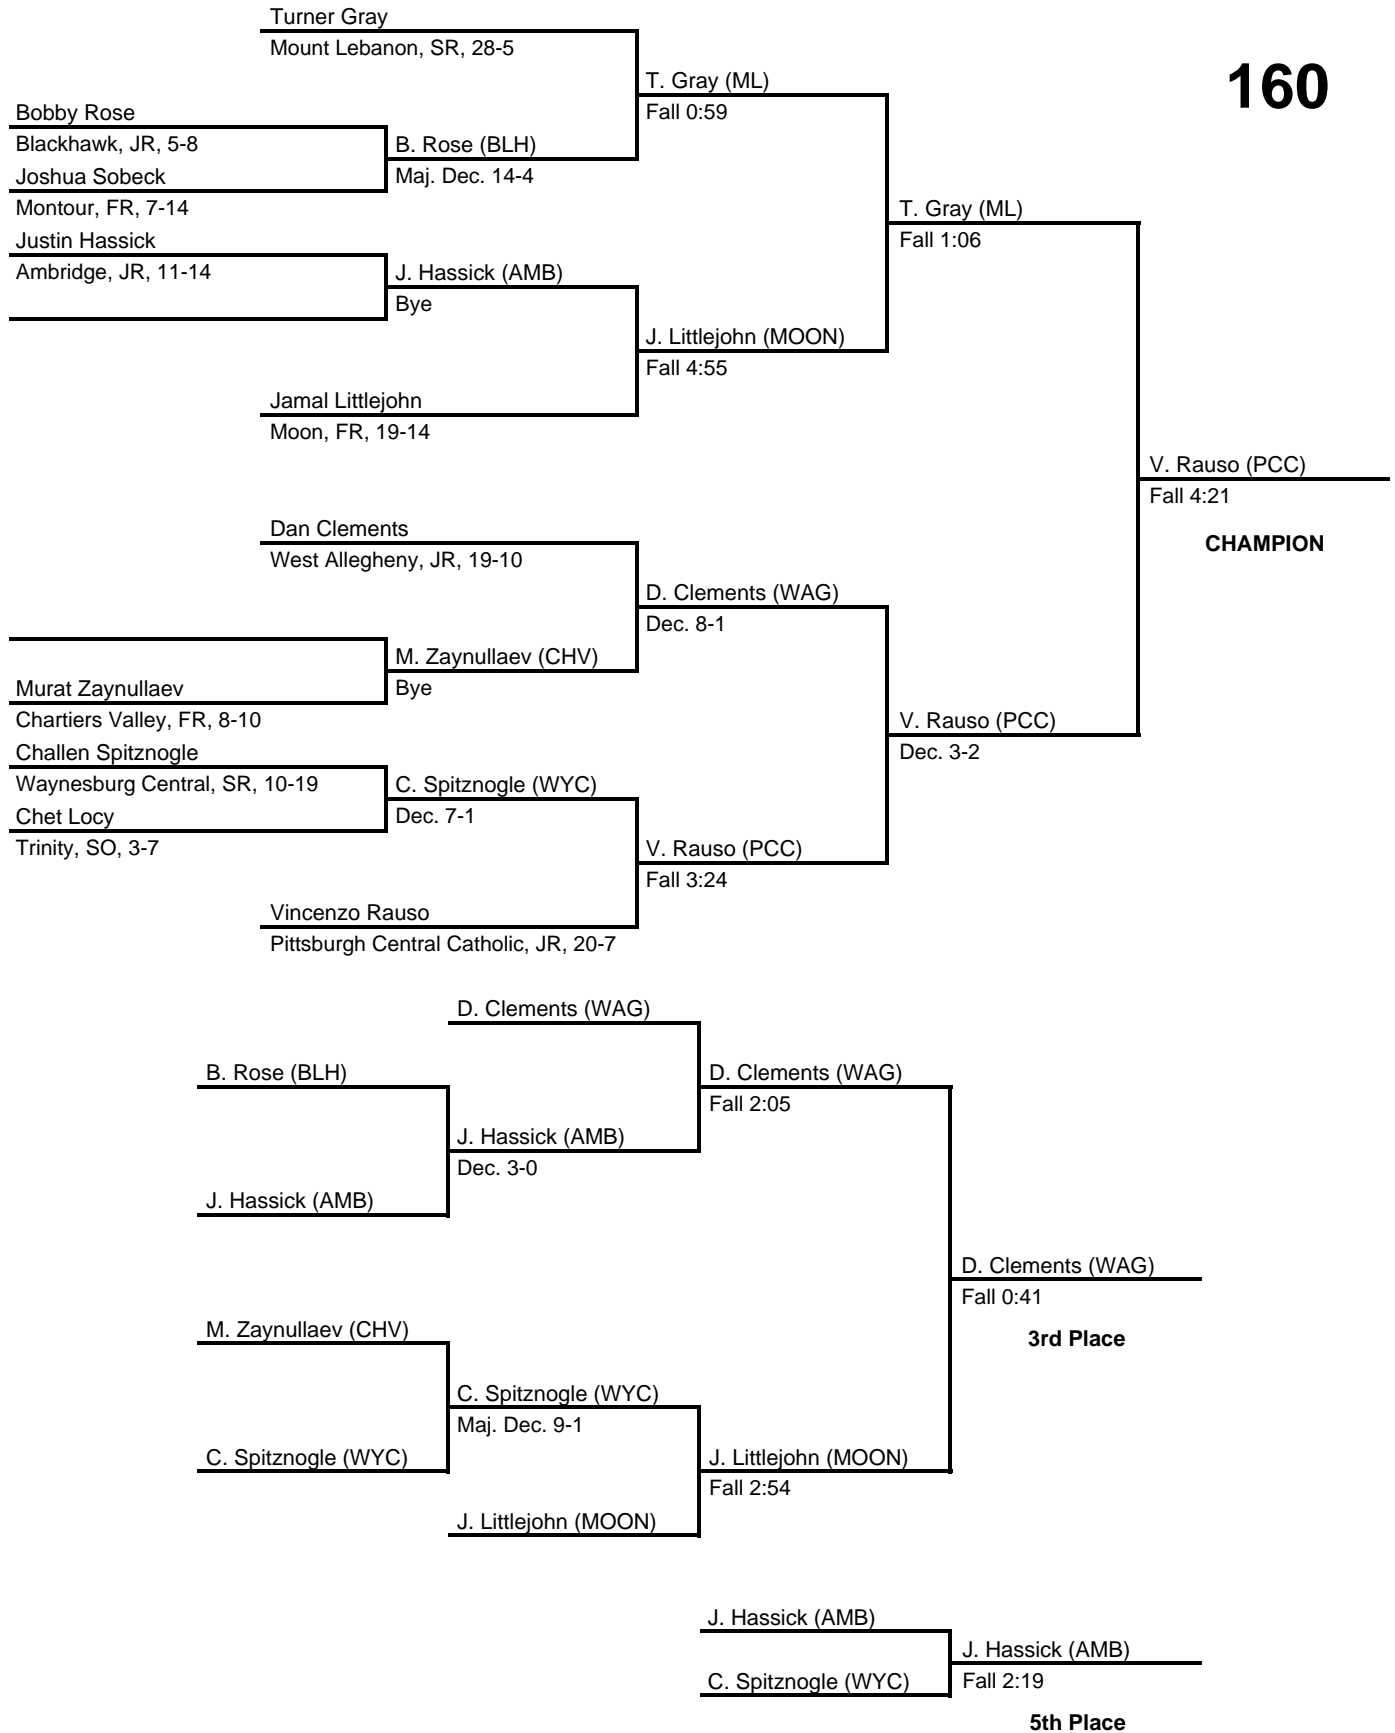 Turner Gray
Mount Lebanon, SR, 28-5
160
T. Gray (ML)
Fall 0:59
Bobby Rose
Blackhawk, JR, 5-8
B. Rose (BLH)
Maj. Dec. 14-4
Joshua Sobeck
Montour, FR, 7-14
T. Gray (ML)
Fall 1:06
Justin Hassick
Ambridge, JR, 11-14
J. Hassick (AMB)
Bye
J. Littlejohn (MOON)
Fall 4:55
Jamal Littlejohn
Moon, FR, 19-14
V. Rauso (PCC)
Fall 4:21
CHAMPION
Dan Clements
West Allegheny, JR, 19-10
D. Clements (WAG)
Dec. 8-1
M. Zaynullaev (CHV)
Bye
Murat Zaynullaev
Chartiers Valley, FR, 8-10
V. Rauso (PCC)
Dec. 3-2
Challen Spitznogle
Waynesburg Central, SR, 10-19
C. Spitznogle (WYC)
Dec. 7-1
Chet Locy
Trinity, SO, 3-7
V. Rauso (PCC)
Fall 3:24
Vincenzo Rauso
Pittsburgh Central Catholic, JR, 20-7
D. Clements (WAG)
B. Rose (BLH)
D. Clements (WAG)
Fall 2:05
J. Hassick (AMB)
Dec. 3-0
J. Hassick (AMB)
D. Clements (WAG)
Fall 0:41
3rd Place
M. Zaynullaev (CHV)
C. Spitznogle (WYC)
Maj. Dec. 9-1
C. Spitznogle (WYC)
J. Littlejohn (MOON)
Fall 2:54
J. Littlejohn (MOON)
J. Hassick (AMB)
J. Hassick (AMB)
Fall 2:19
C. Spitznogle (WYC)
5th Place